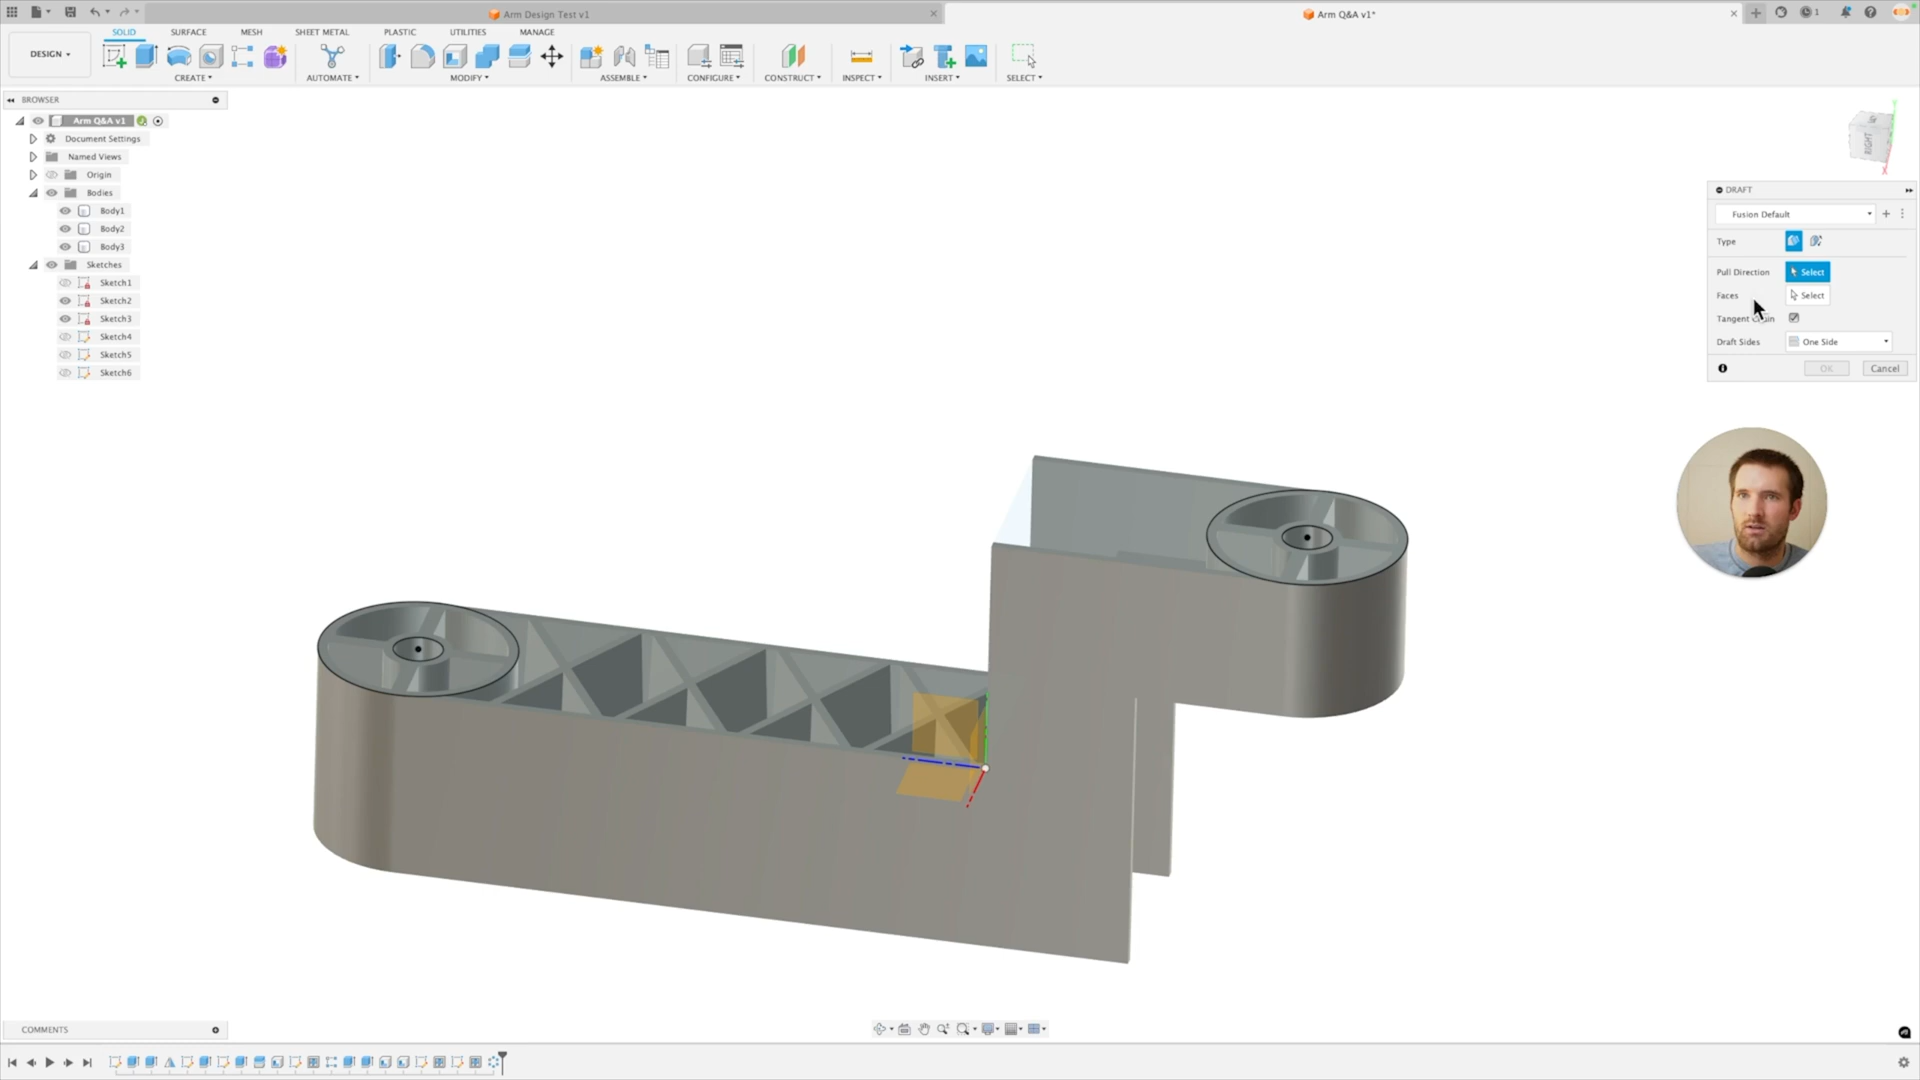 Arm Design Test v1
Arm Q&A v1*
1
DESIGN
SOLID
SURFACE
MESH
SHEET METAL
PLASTIC
UTILITIES
MANAGE
CREATE
AUTOMATE
MODIFY
ASSEMBLE
CONFIGURE
CONSTRUCT
INSPECT
INSERT
SELECT
BROWSER
Arm Q&A v1
Document Settings
Named Views
Origin
Bodies
Body1
Body2
Body3
Sketches
Sketch1
Sketch2
Sketch3
Sketch4
Sketch5
Sketch6
RIGHT
X
DRAFT
Fusion Default
Type
Pull Direction
Select
Faces
Select
Tangent
Draft Sides
One Side
OK
Cancel
COMMENTS